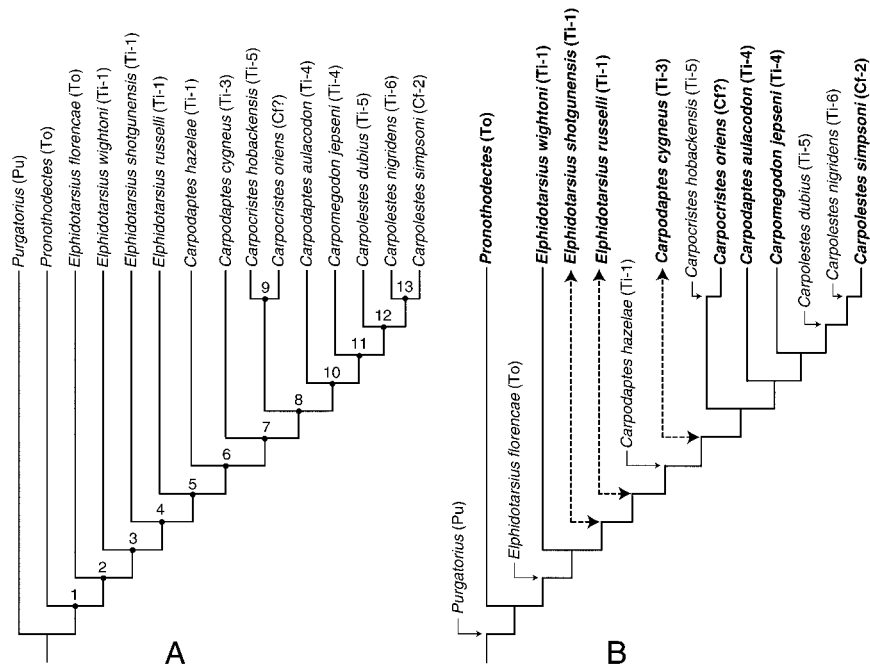 Purgatorius (Pu)
Pronothodectes (To)
Elphidotarsius florencae (To)
Elphidotarsius wightoni (Ti-1)
Elphidotarsius shotgunensis (Ti-1)
Elphidotarsius russelli (Ti-1)
Carpodaptes hazelae (Ti-1)
Carpodaptes cygneus (Ti-3)
Carpocristes hobackensis (Ti-5)
Carpocristes oriens (Cf?)
Carpodaptes aulacodon (Ti-4)
Carpomegodon jepseni (Ti-4)
Carpolestes dubius (Ti-5)
Carpolestes nigridens (Ti-6)
Carpolestes simpsoni (Cf-2)
9
13
12
11
10
8
7
6
5
4
3
2
1
A
Purgatorius (Pu)
Pronothodectes (To)
Elphidotarsius florencae (To)
Elphidotarsius wightoni (Ti-1)
Elphidotarsius shotgunensis (Ti-1)
Elphidotarsius russelli (Ti-1)
Carpodaptes hazelae (Ti-1)
Carpodaptes cygneus (Ti-3)
Carpocristes hobackensis (Ti-5)
Carpocristes oriens (Cf?)
Carpodaptes aulacodon (Ti-4)
Carpomegodon jepseni (Ti-4)
Carpolestes dubius (Ti-5)
Carpolestes nigridens (Ti-6)
Carpolestes simpsoni (Cf-2)
B